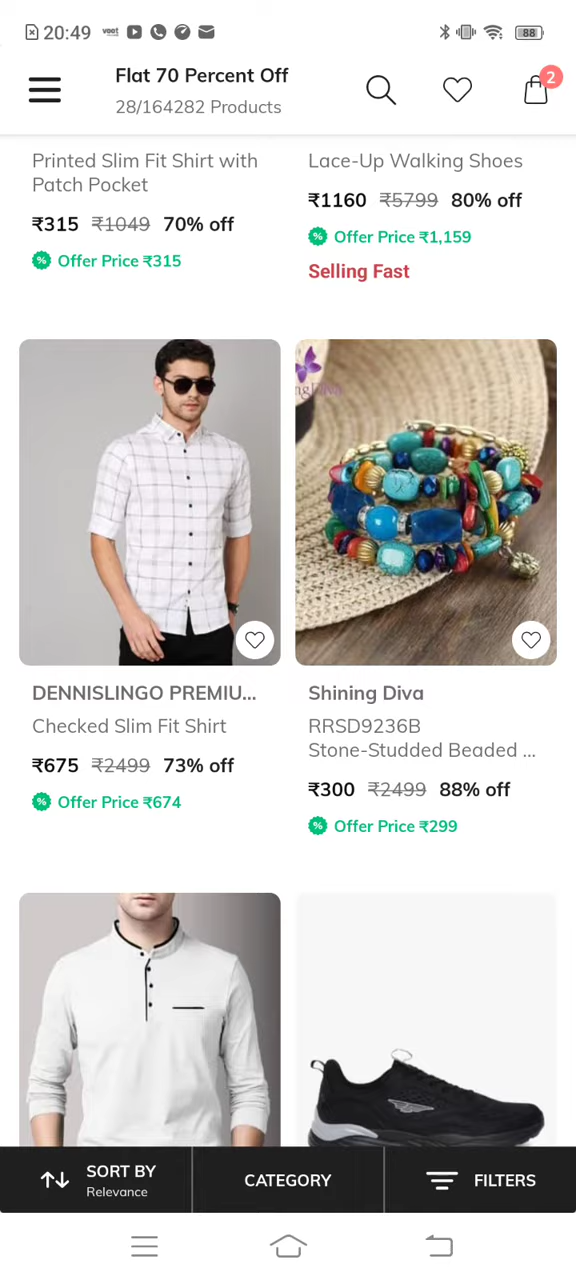 20:49
voot
88
Flat 70 Percent Off
28/164282 Products
2
Printed Slim Fit Shirt with
Patch Pocket
₹315 ₹1049 70% off
Offer Price ₹315
Lace-Up Walking Shoes
₹1160 ₹5799 80% off
Offer Price ₹1,159
Selling Fast
DENNISLINGO PREMIU...
Checked Slim Fit Shirt
₹675 ₹2499 73% off
Offer Price ₹674
Shining Diva
RRSD9236B
Stone-Studded Beaded ...
₹300 ₹2499 88% off
Offer Price ₹299
SORT BY
Relevance
CATEGORY
FILTERS